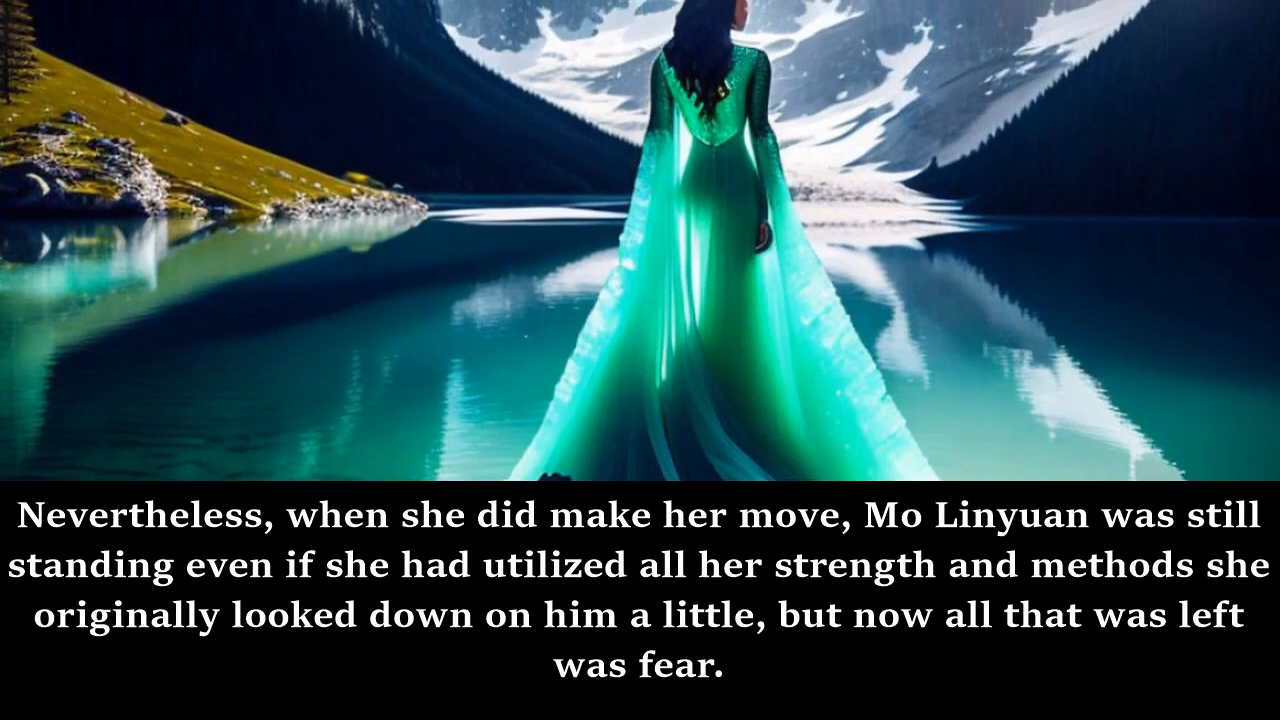 Nevertheless, when she did make her move, Mo Linyuan was still
standing even if she had utilized all her strength and methods she
originally looked down on him a little, but now all that was left
was fear.